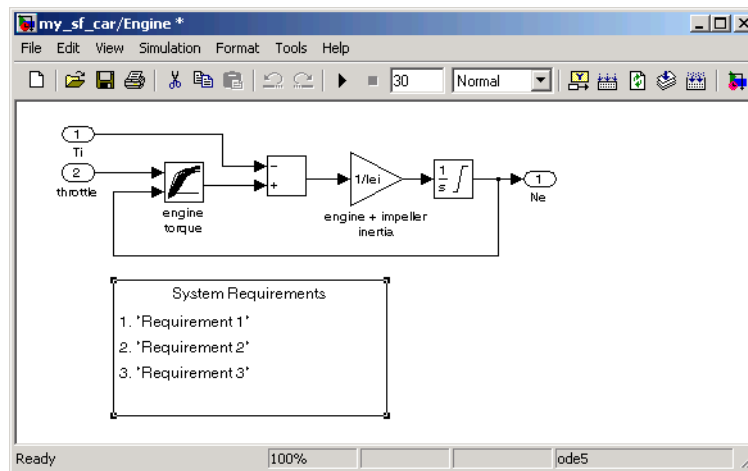 my_sf_car/Engine *
File Edit View Simulation Format Tools Help
30 Normal
1
Ti
2
throttle
engine
torque
-
+
1/Iei
engine + impeller
inertia
1
s
1
Ne
System Requirements
1. "Requirement 1"
2. "Requirement 2"
3. "Requirement 3"
Ready 100% ode5